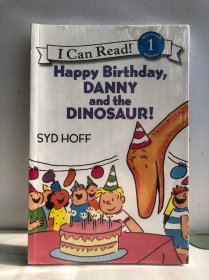 I Can Read!
1
Happy Birthday,
DANNY
and the
DINOSAUR!
SYD HOFF